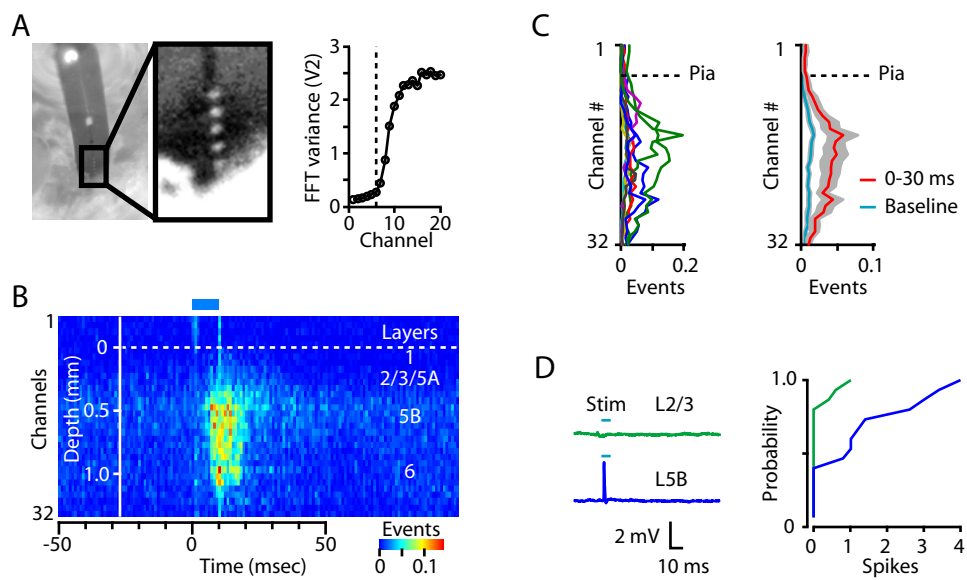 A
FFT variance (V2)
3.0
2.0
1.0
0
0
10
20
Channel
B
1
Channels
32
0
0.5
1.0
Depth (mm)
Layers
1
2/3/5A
5B
6
-50
0
50
Time (msec)
Events
0
0.1
C
1
Channel #
32
Pia
0
0.2
Events
1
Channel #
32
Pia
0-30 ms
Baseline
0
0.1
Events
D
Stim
L2/3
L5B
2 mV
10 ms
1.0
Probability
0
0
1
2
3
4
Spikes